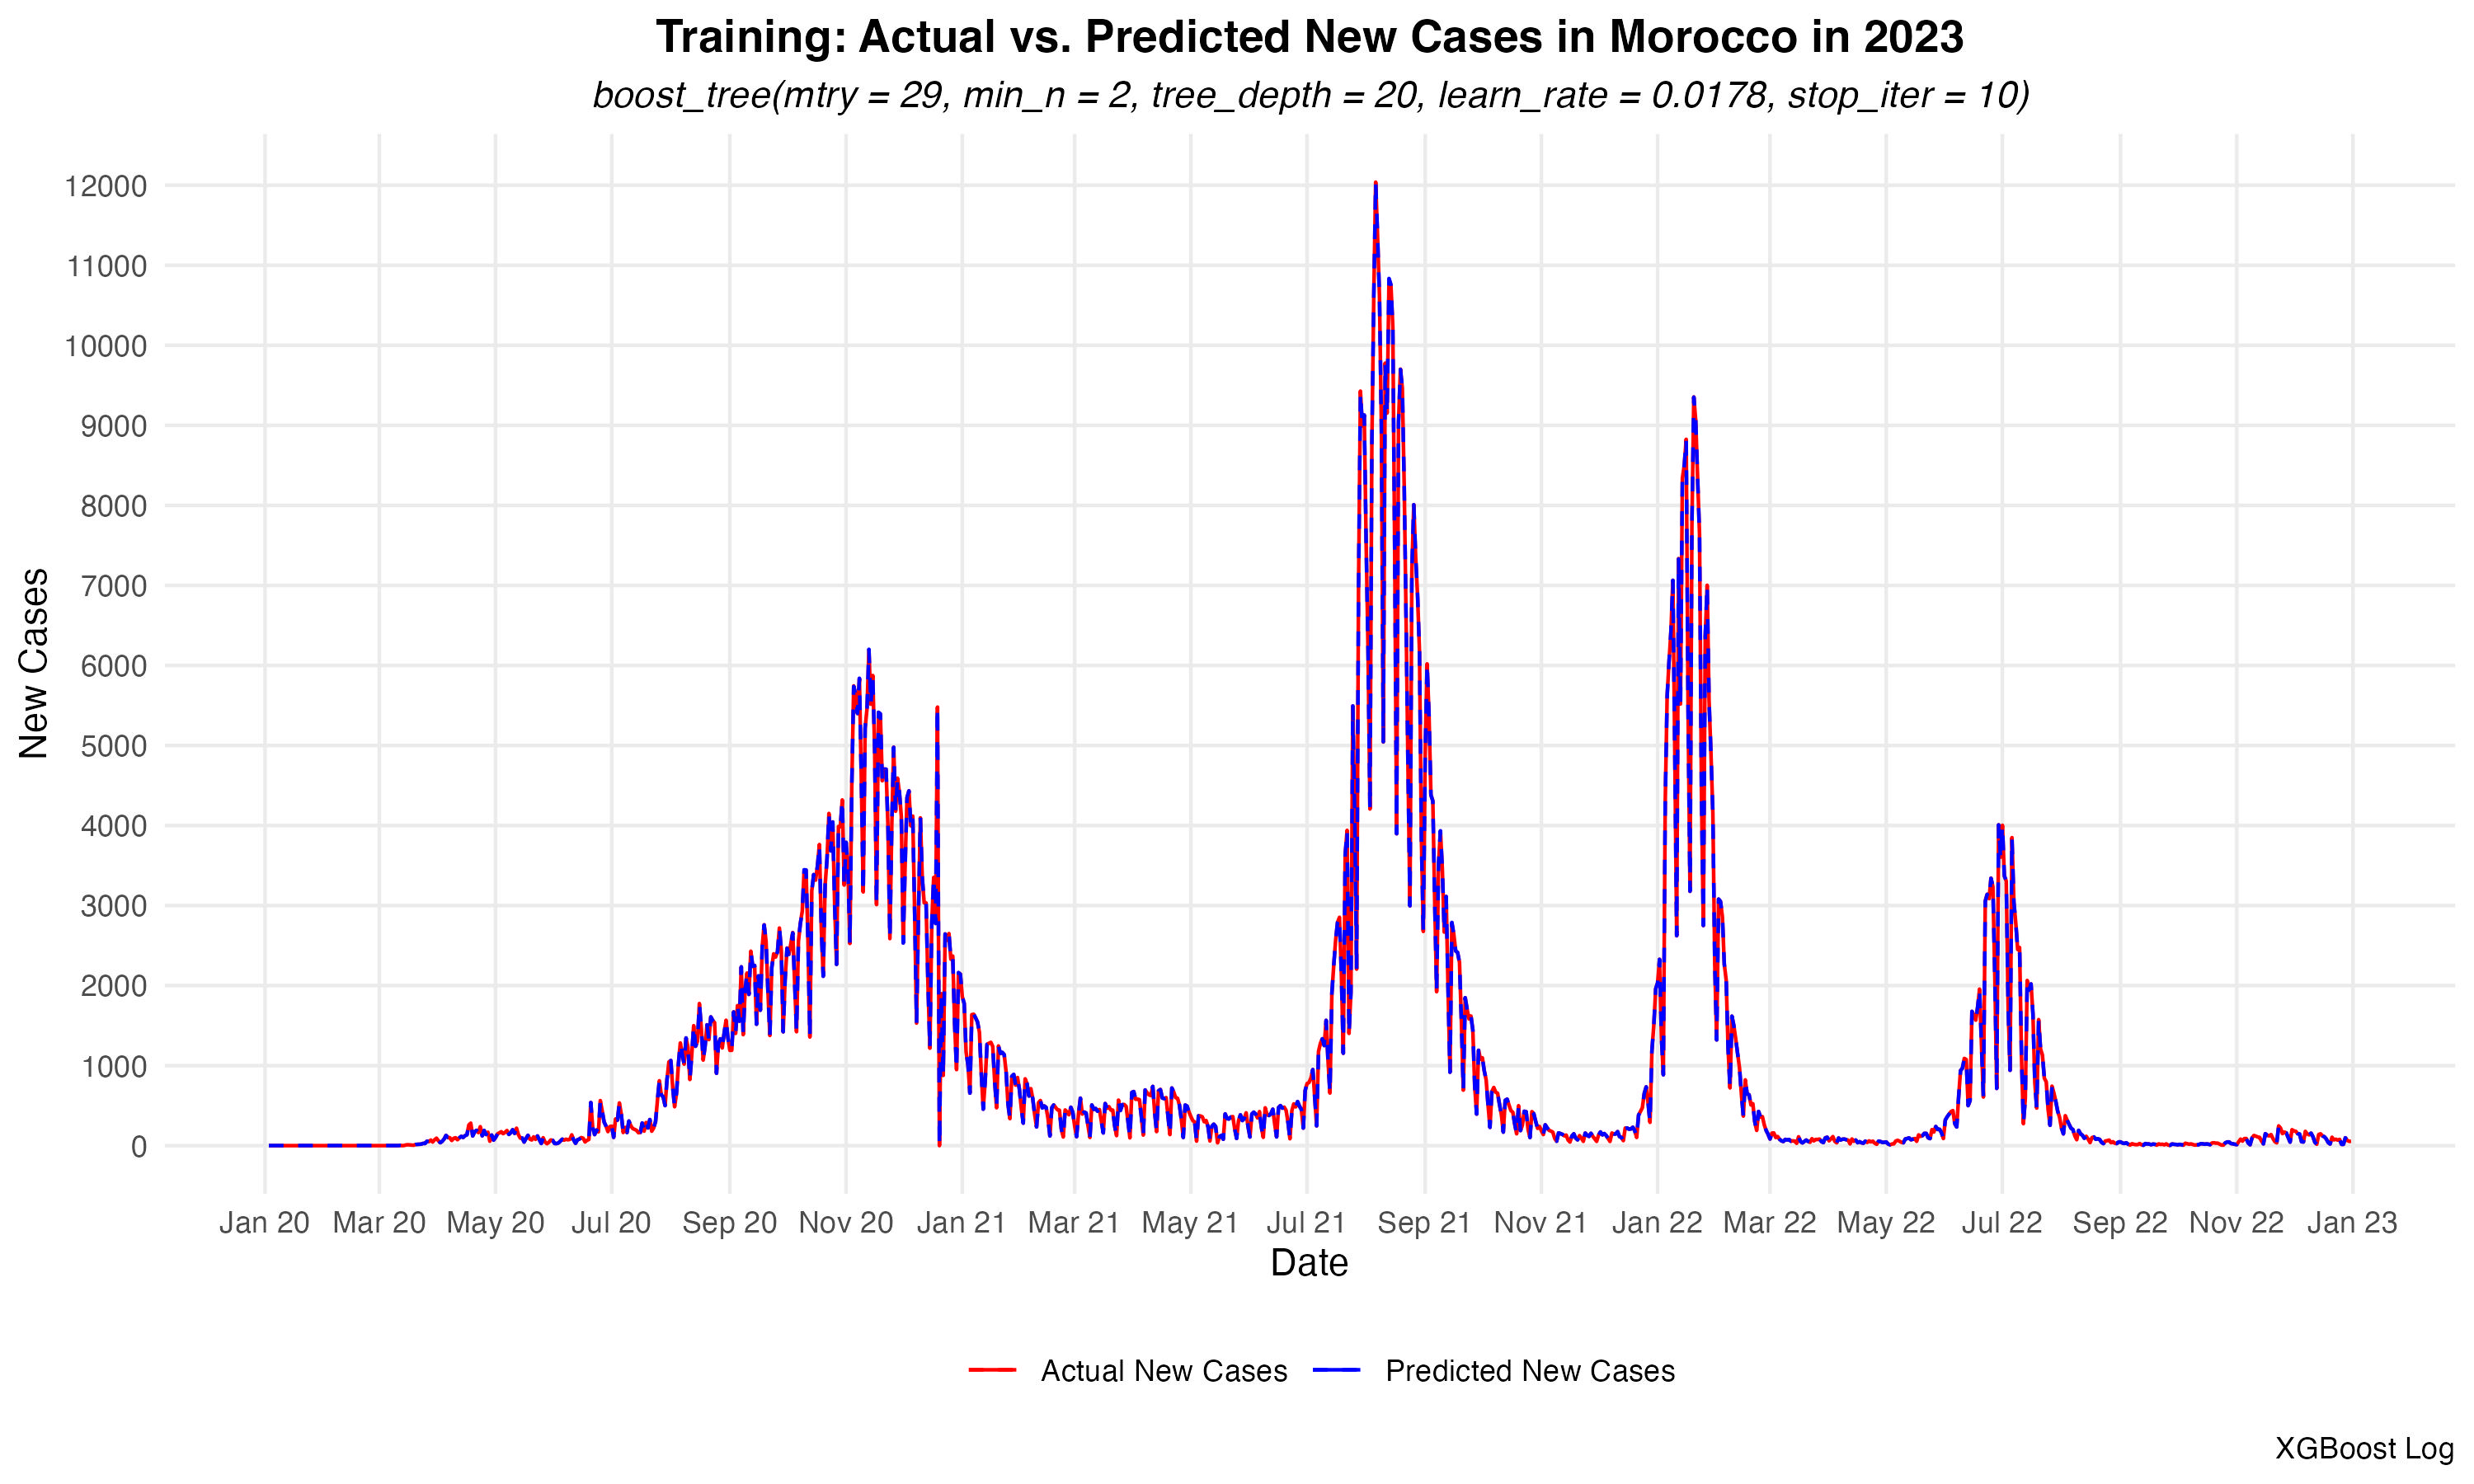 Training: Actual vs. Predicted New Cases in Morocco in 2023
boost_tree(mtry = 29, min_n = 2, tree_depth = 20, learn_rate = 0.0178, stop_iter = 10)
New Cases
12000
11000
10000
9000
8000
7000
6000
5000
4000
3000
2000
1000
0
Jan 20 Mar 20 May 20 Jul 20 Sep 20 Nov 20 Jan 21 Mar 21 May 21 Jul 21 Sep 21 Nov 21 Jan 22 Mar 22 May 22 Jul 22 Sep 22 Nov 22 Jan 23
Date
Actual New Cases Predicted New Cases
XGBoost Log